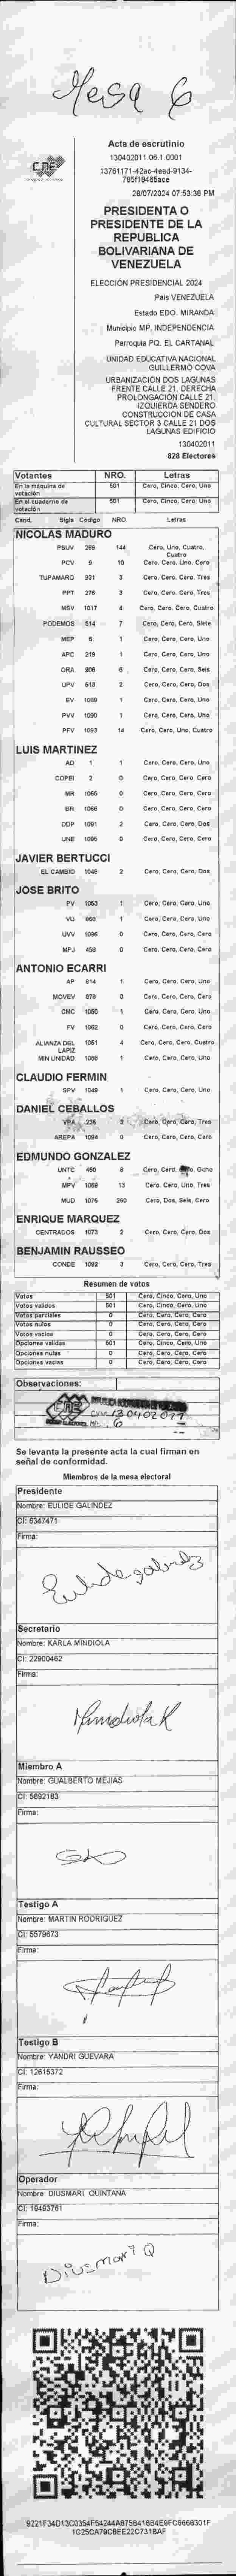 Mesa 6
Acta de escrutinio
130402011.06.1.0001
28/07/2024 07:53:38 PM
PRESIDENTA O
PRESIDENTE DE LA
REPUBLICA
BOLIVARIANA DE
VENEZUELA
ELECCIÓN PRESIDENCIAL 2024
País VENEZUELA
Estado EDO. MIRANDA
Municipio MP. INDEPENDENCIA
Parroquia PQ. EL CARTANAL
UNIDAD EDUCATIVA NACIONAL
GUILLERMO COVA
URBANIZACIÓN DOS LAGUNAS
FRENTE CALLE 21. DERECHA
PROLONGACIÓN CALLE 21.
IZQUIERDA SENDERO
CONSTRUCCION DE CASA
CULTURAL SECTOR 3 CALLE 21 DOS
LAGUNAS EDIFICIO
130402011
828 Electores
Votantes NRO. Letras
En la máquina de votación 501 Cero, Cinco, Cero, Uno
En el cuaderno de votación 501 Cero, Cinco, Cero, Uno
Cand. Sigla Codigo NRO. Letras
NICOLAS MADURO
PSUV 269 144 Cero, Uno, Cuatro, Cuatro
PCV 9 10 Cero, Cero, Uno, Cero
TUPAMARO 931 3 Cero, Cero, Cero, Tres
PPT 276 3 Cero, Cero, Cero, Tres
MSV 1017 4 Cero, Cero, Cero, Cuatro
PODEMOS 514 7 Cero, Cero, Cero, Siete
MEP 6 1 Cero, Cero, Cero, Uno
APC 219 1 Cero, Cero, Cero, Uno
ORA 906 6 Cero, Cero, Cero, Seis
UPV 613 2 Cero, Cero, Cero, Dos
EV 1089 1 Cero, Cero, Cero, Uno
PVV 1090 1 Cero, Cero, Cero, Uno
PFV 1093 14 Cero, Cero, Uno, Cuatro
LUIS MARTINEZ
AD 1 1 Cero, Cero, Cero, Uno
COPEI 2 0 Cero, Cero, Cero, Cero
MR 1065 0 Cero, Cero, Cero, Cero
BR 1066 0 Cero, Cero, Cero, Cero
DDP 1091 2 Cero, Cero, Cero, Dos
UNE 1095 0 Cero, Cero, Cero, Cero
JAVIER BERTUCCI
EL CAMBIO 1048 2 Cero, Cero, Cero, Dos
JOSE BRITO
PV 1053 1 Cero, Cero, Cero, Uno
VU 868 1 Cero, Cero, Cero, Uno
UVV 1096 0 Cero, Cero, Cero, Cero
MPJ 458 0 Cero, Cero, Cero, Cero
ANTONIO ECARRI
AP 814 1 Cero, Cero, Cero, Uno
MOVEV 878 0 Cero, Cero, Cero, Cero
CMC 1050 1 Cero, Cero, Cero, Uno
FV 1062 0 Cero, Cero, Cero, Cero
ALIANZA DEL LAPIZ 1051 4 Cero, Cero, Cero, Cuatro
MIN UNIDAD 1058 1 Cero, Cero, Cero, Uno
CLAUDIO FERMIN
SPV 1049 1 Cero, Cero, Cero, Uno
DANIEL CEBALLOS
VPA 235 3 Cero, Cero, Cero, Tres
AREPA 1094 0 Cero, Cero, Cero, Cero
EDMUNDO GONZALEZ
UNTC 460 8 Cero, Cero, Ocho
MPV 1059 13 Cero, Cero, Uno, Tres
MUD 1076 260 Cero, Dos, Seis, Cero
ENRIQUE MARQUEZ
CENTRADOS 1073 2 Cero, Cero, Cero, Dos
BENJAMIN RAUSSEO
CONDE 1092 3 Cero, Cero, Cero, Tres
Resumen de votos
Votos 501 Cero, Cinco, Cero, Uno
Votos validos 501 Cero, Cinco, Cero, Uno
Votos parciales 0 Cero, Cero, Cero, Cero
Votos nulos 0 Cero, Cero, Cero, Cero
Votos vacios 0 Cero, Cero, Cero, Cero
Opciones validas 501 Cero, Cinco, Cero, Uno
Opciones nulas 0 Cero, Cero, Cero, Cero
Opciones vacias 0 Cero, Cero, Cero, Cero
Observaciones:
Se levanta la presente acta la cual firman en
señal de conformidad.
Miembros de la mesa electoral
Presidente
Nombre: EULIDE GALINDEZ
CI: 6347471
Firma:
Eulide galindez
Secretario
Nombre: KARLA MINDIOLA
CI: 22900462
Firma:
Mindiola K
Miembro A
Nombre: GUALBERTO MEJIAS
CI: 5692163
Firma:
Testigo A
Nombre: MARTIN RODRIGUEZ
CI: 5579673
Firma:
Testigo B
Nombre: YANDRI GUEVARA
CI: 12615372
Firma:
Operador
Nombre: DIUSMARI QUINTANA
CI: 19493761
Firma:
Diusmari Q